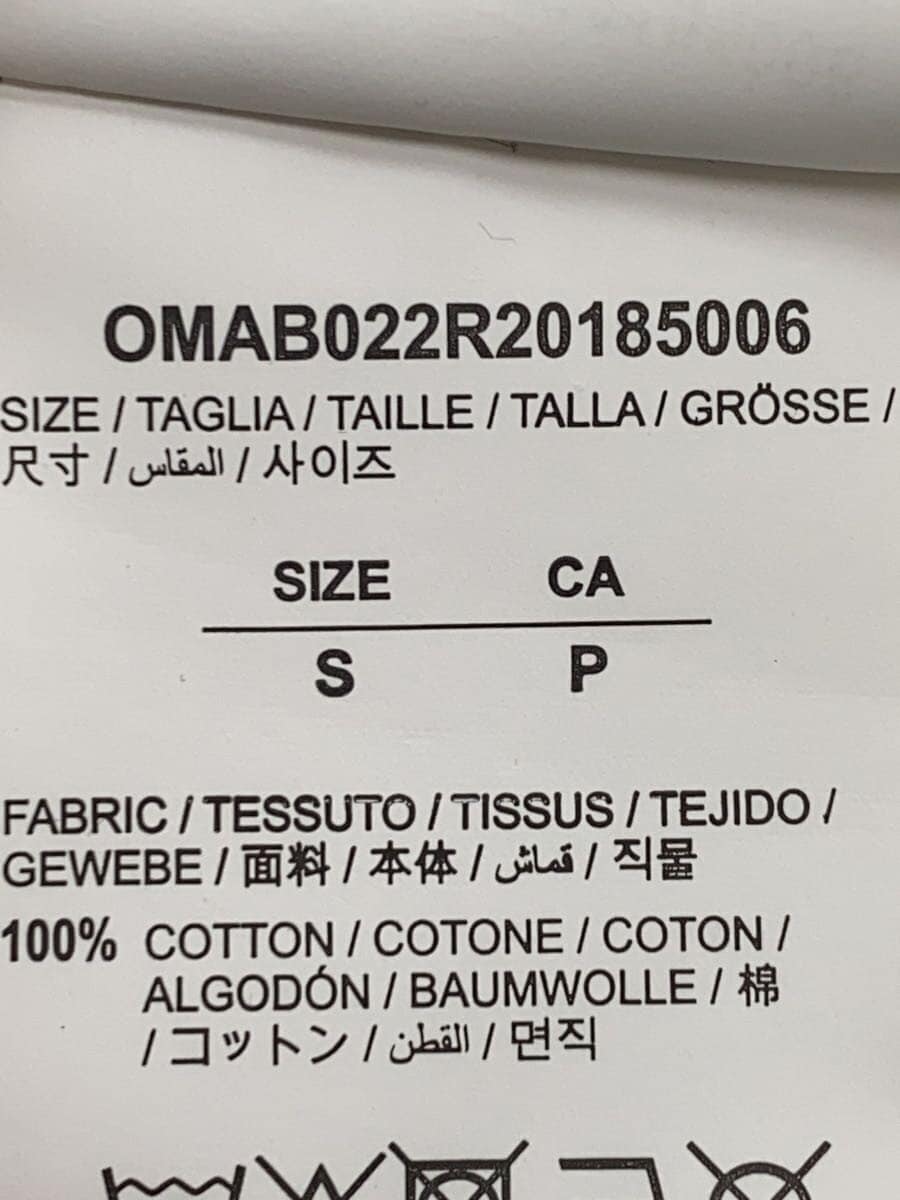 OMAB022R20185006
SIZE / TAGLIA / TAILLE / TALLA / GRÖSSE /
尺寸 / المقاس / 사이즈
SIZE CA
S P
FABRIC / TESSUTO / TISSUS / TEJIDO /
GEWEBE / 面料 / 本体 / قماش / 직물
100% COTTON / COTONE / COTON /
ALGODÓN / BAUMWOLLE / 棉
/ コットン / القطن / 면직